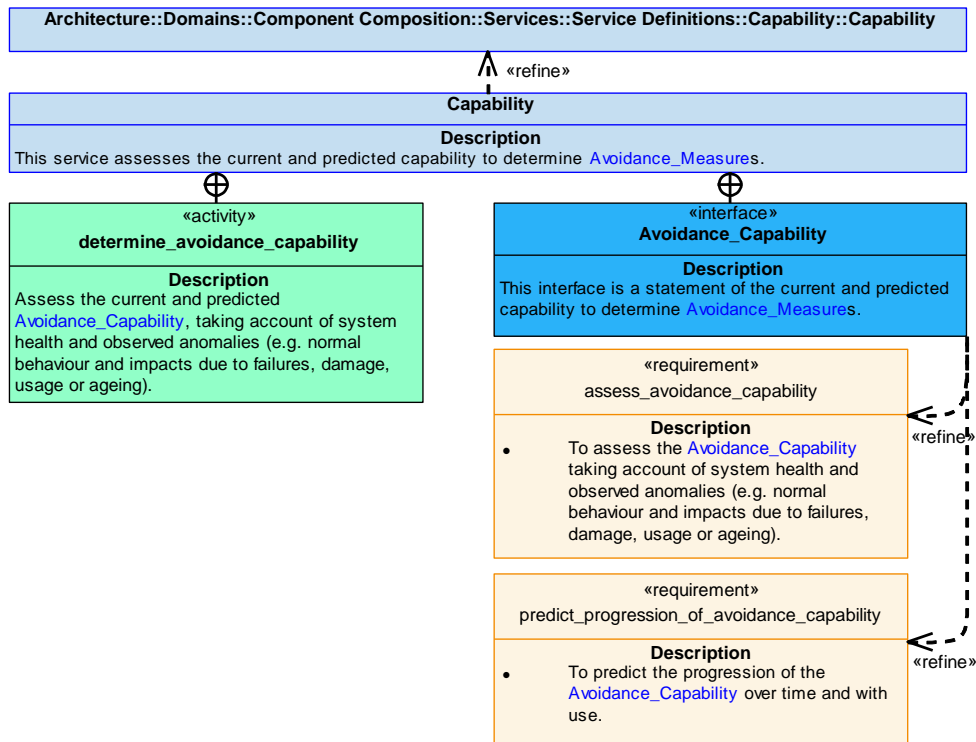 Architecture::Domains::Component Composition::Services::Service Definitions::Capability::Capability
«refine»
Capability
Description
This service assesses the current and predicted capability to determine Avoidance_Measures.
«activity»
determine_avoidance_capability
Description
Assess the current and predicted
Avoidance_Capability, taking account of system
health and observed anomalies (e.g. normal
behaviour and impacts due to failures, damage,
usage or ageing).
«interface»
Avoidance_Capability
Description
This interface is a statement of the current and predicted
capability to determine Avoidance_Measures.
«requirement»
assess_avoidance_capability
Description
• To assess the Avoidance_Capability
taking account of system health and
observed anomalies (e.g. normal
behaviour and impacts due to failures,
damage, usage or ageing).
«refine»
«requirement»
predict_progression_of_avoidance_capability
Description
• To predict the progression of the
Avoidance_Capability over time and with
use.
«refine»